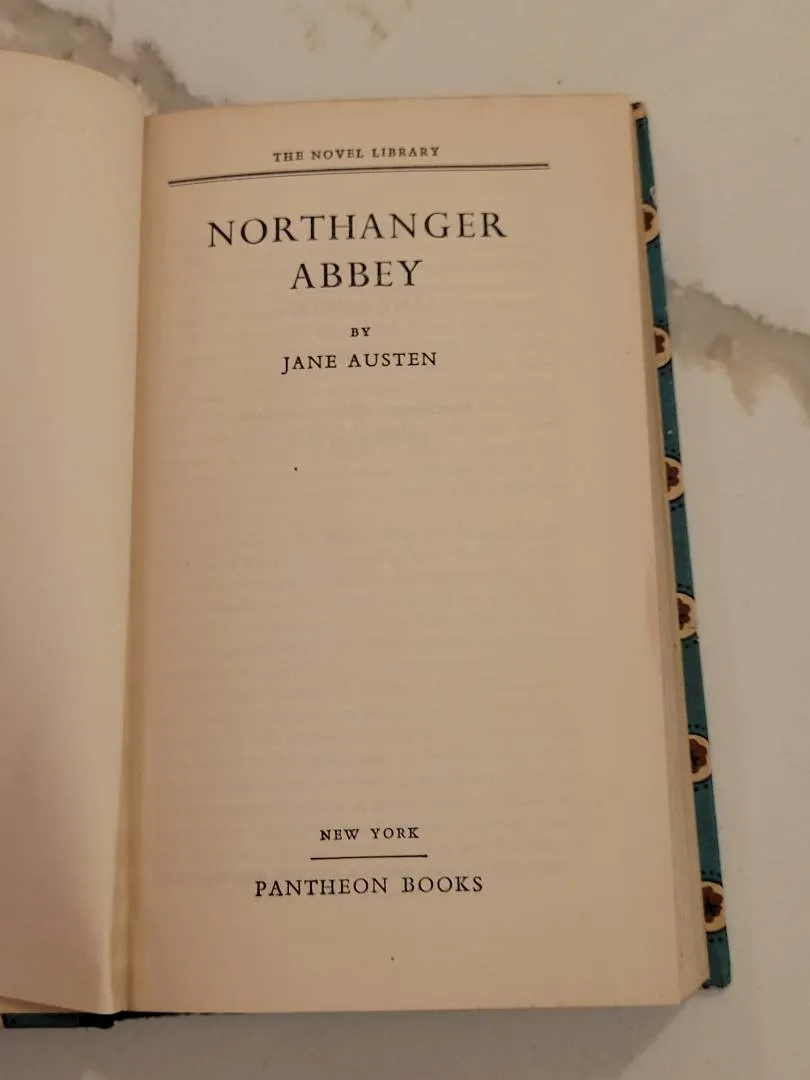 THE NOVEL LIBRARY
NORTHANGER
ABBEY
BY
JANE AUSTEN
NEW YORK
PANTHEON BOOKS